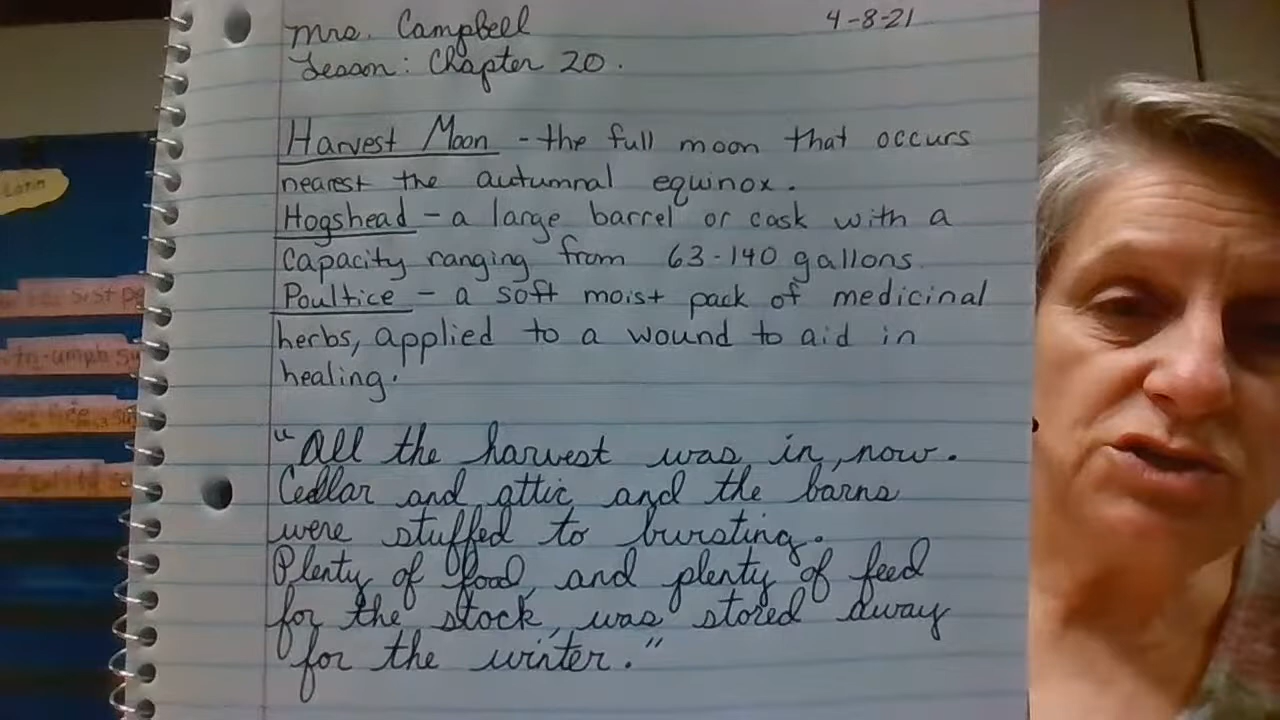 Mrs. Campbell 4-8-21
Lesson: Chapter 20.
Harvest Moon - the full moon that occurs
nearest the autumnal equinox.
Hogshead - a large barrel or cask with a
capacity ranging from 63-140 gallons.
Poultice - a soft moist pack of medicinal
herbs, applied to a wound to aid in
healing.
"All the harvest was in, now.
Cellar and attic and the barns
were stuffed to bursting.
Plenty of food, and plenty of feed
for the stock, was stored away
for the winter."
Latin